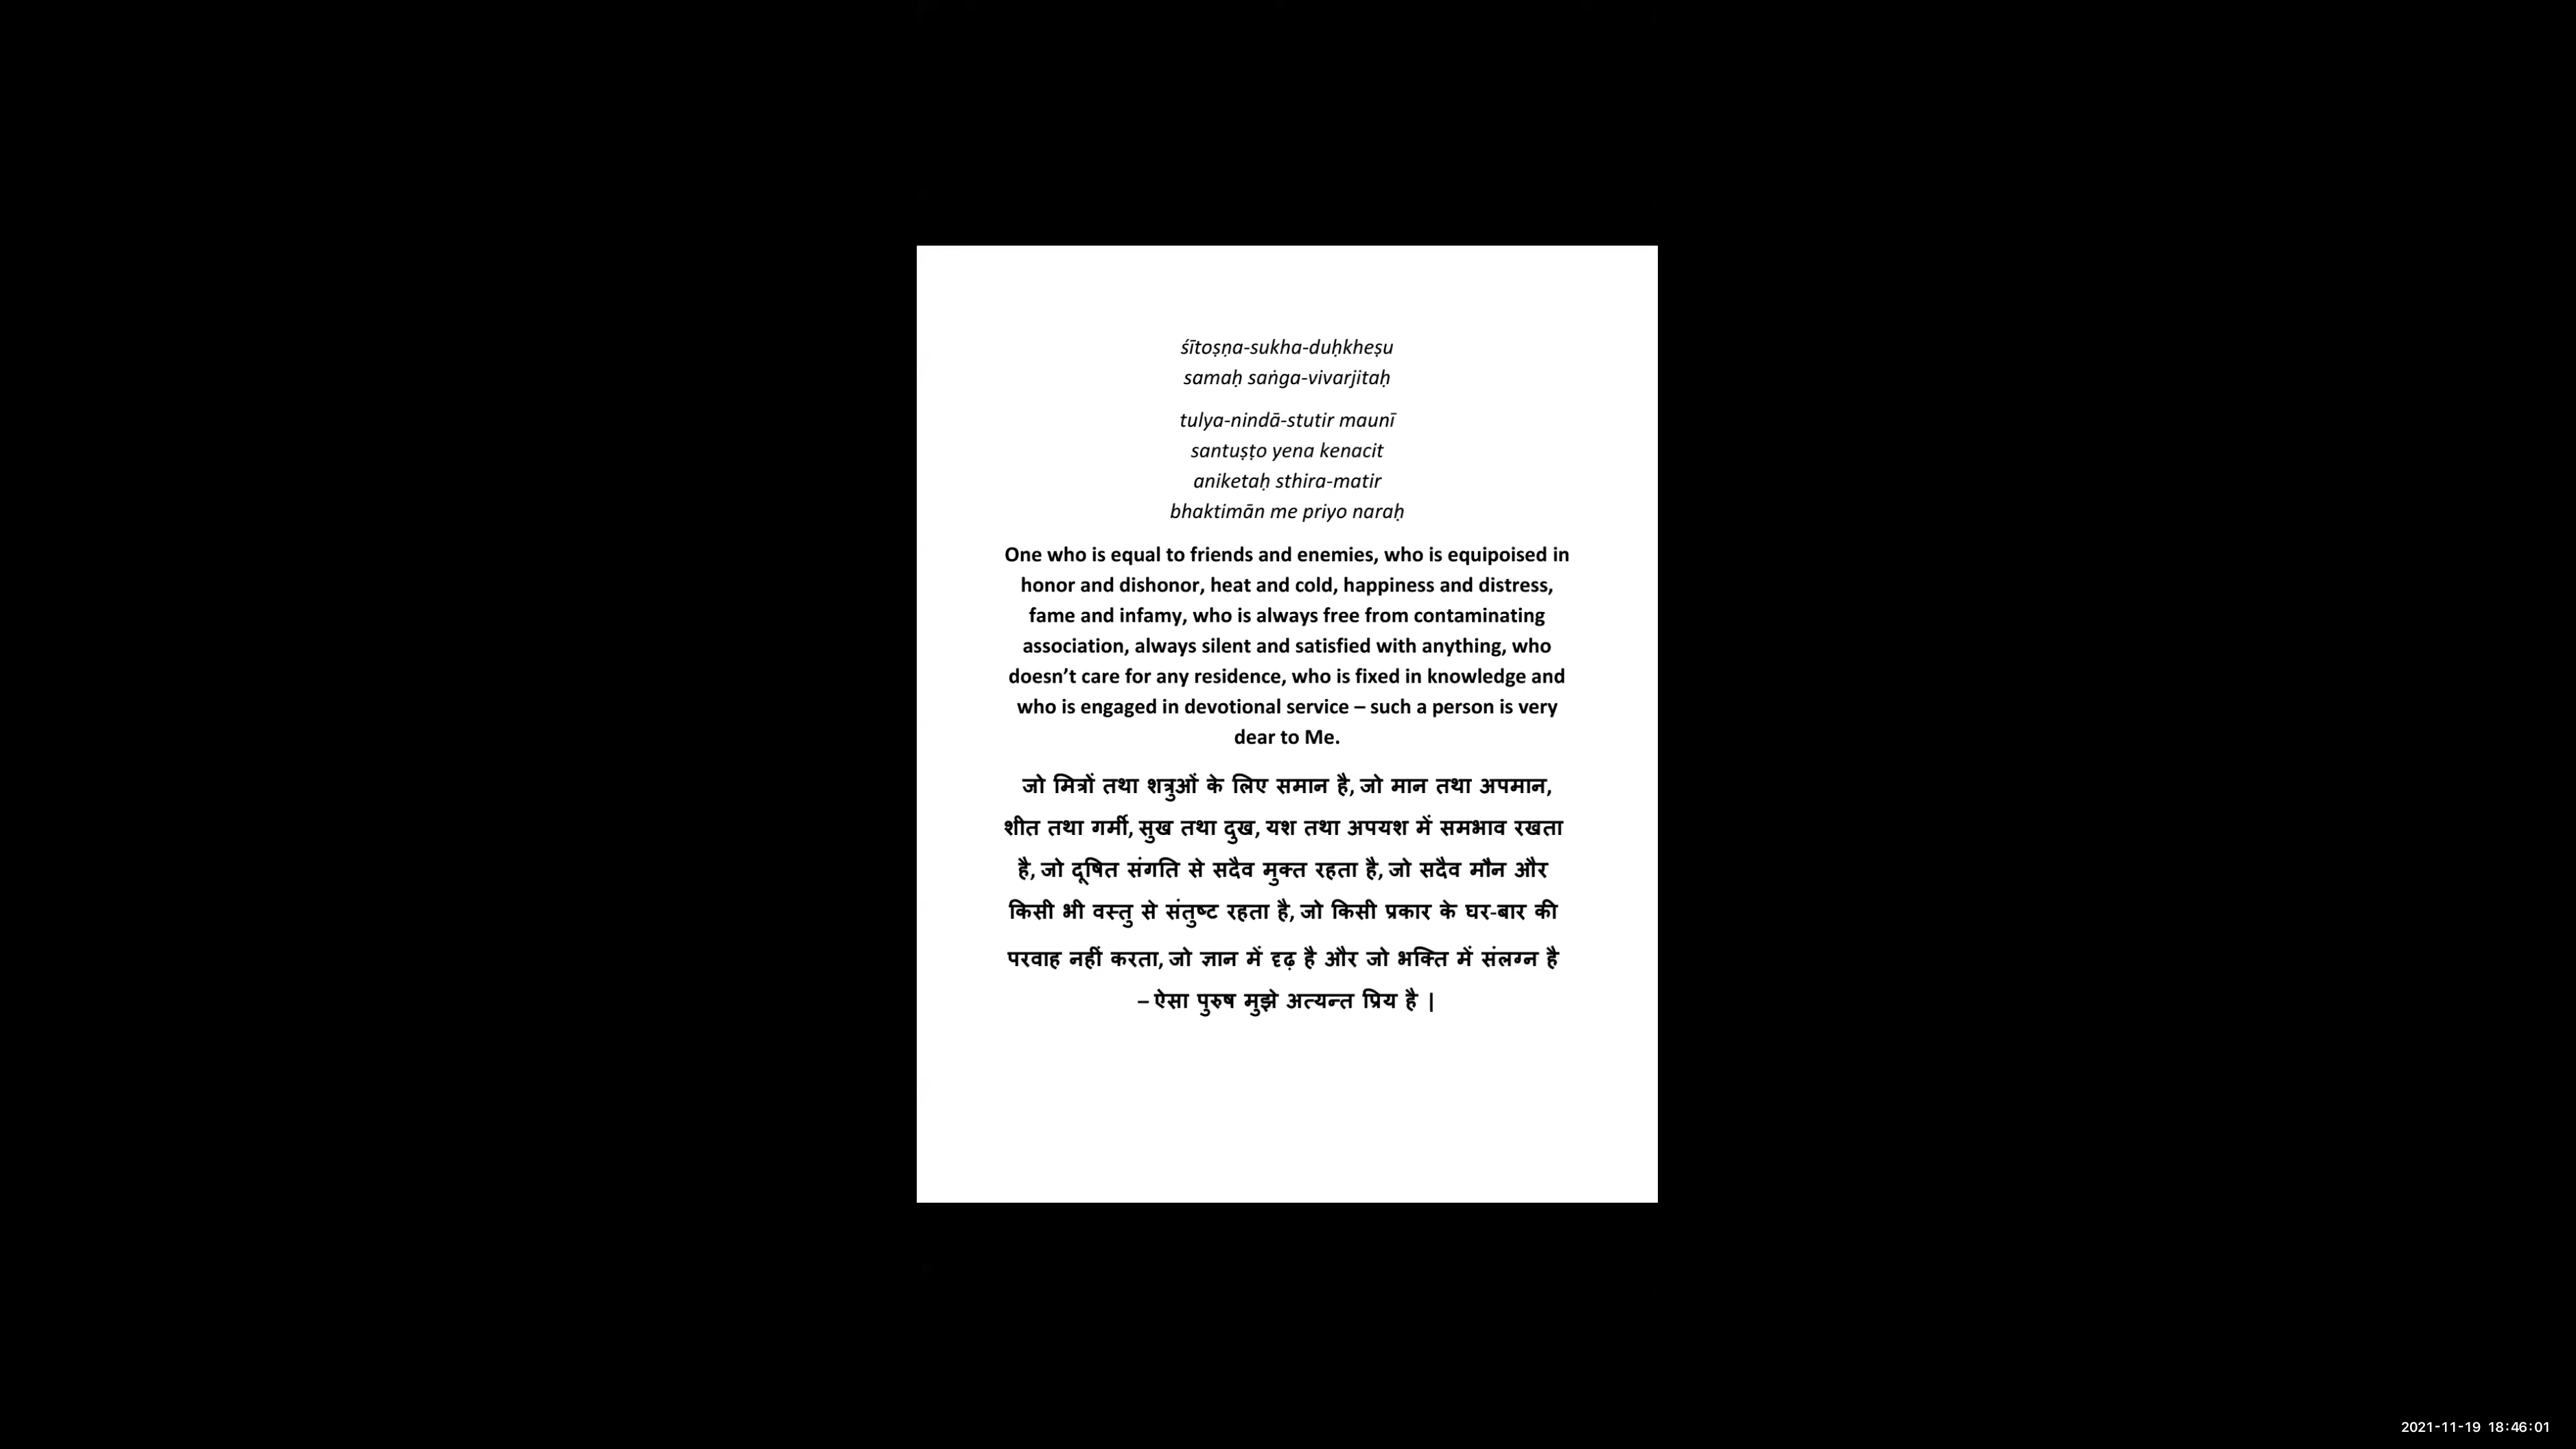 śītoṣṇa-sukha-duḥkheṣu
samaḥ saṅga-vivarjitaḥ
tulya-nindā-stutir maunī
santuṣṭo yena kenacit
aniketaḥ sthira-matir
bhaktimān me priyo naraḥ
One who is equal to friends and enemies, who is equipoised in
honor and dishonor, heat and cold, happiness and distress,
fame and infamy, who is always free from contaminating
association, always silent and satisfied with anything, who
doesn’t care for any residence, who is fixed in knowledge and
who is engaged in devotional service – such a person is very
dear to Me.
जो मित्रों तथा शत्रुओं के लिए समान है, जो मान तथा अपमान,
शीत तथा गर्मी, सुख तथा दुख, यश तथा अपयश में समभाव रखता
है, जो दूषित संगति से सदैव मुक्त रहता है, जो सदैव मौन और
किसी भी वस्तु से संतुष्ट रहता है, जो किसी प्रकार के घर-बार की
परवाह नहीं करता, जो ज्ञान में दृढ़ है और जो भक्ति में संलग्न है
– ऐसा पुरुष मुझे अत्यन्त प्रिय है |
2021-11-19 18:46:01